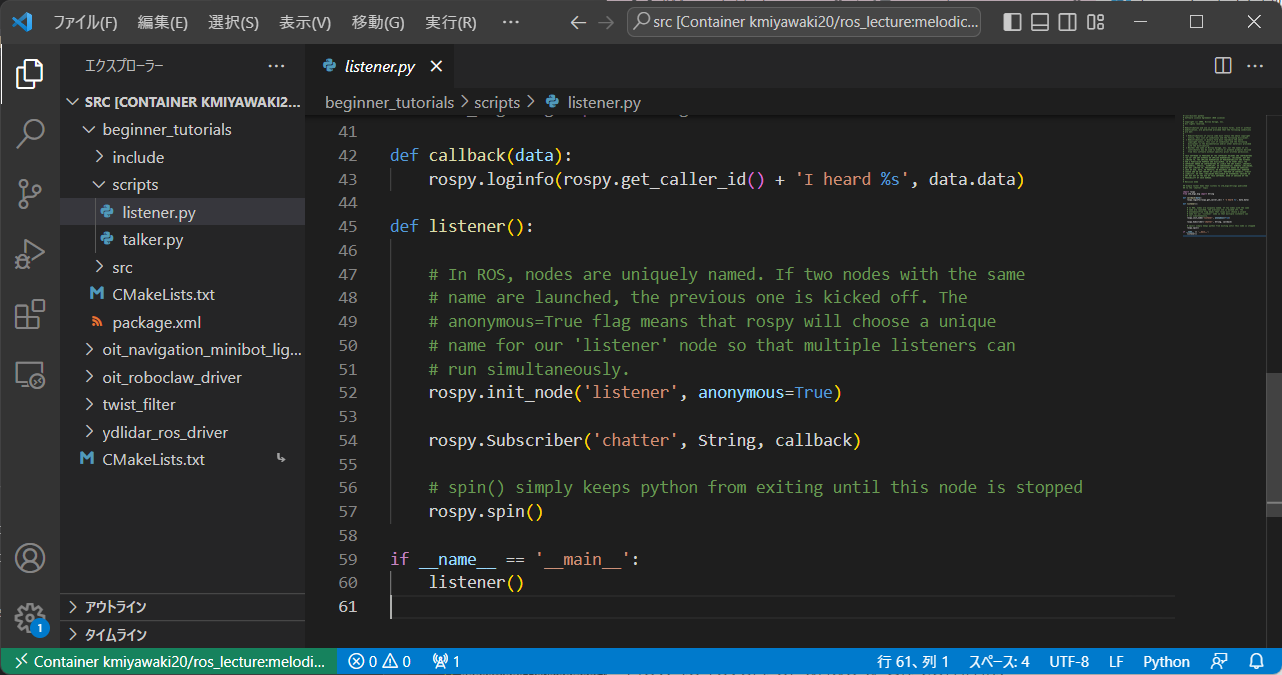 ファイル(F) 編集(E) 選択(S) 表示(V) 移動(G) 実行(R) ··· src [Container kmiyawaki20/ros_lecture:melodic...
エクスプローラー ···
SRC [CONTAINER KMIYAWAKI2...
beginner_tutorials
include
scripts
listener.py
talker.py
src
CMakeLists.txt
package.xml
oit_navigation_minibot_lig...
oit_roboclaw_driver
twist_filter
ydlidar_ros_driver
CMakeLists.txt
アウトライン
タイムライン
1
listener.py
beginner_tutorials > scripts > listener.py
41
42 def callback(data):
43 rospy.loginfo(rospy.get_caller_id() + 'I heard %s', data.data)
44
45 def listener():
46
47 # In ROS, nodes are uniquely named. If two nodes with the same
48 # name are launched, the previous one is kicked off. The
49 # anonymous=True flag means that rospy will choose a unique
50 # name for our 'listener' node so that multiple listeners can
51 # run simultaneously.
52 rospy.init_node('listener', anonymous=True)
53
54 rospy.Subscriber('chatter', String, callback)
55
56 # spin() simply keeps python from exiting until this node is stopped
57 rospy.spin()
58
59 if __name__ == '__main__':
60 listener()
61
Container kmiyawaki20/ros_lecture:melodi... 0 0 1 行 61、列 1 スペース: 4 UTF-8 LF Python